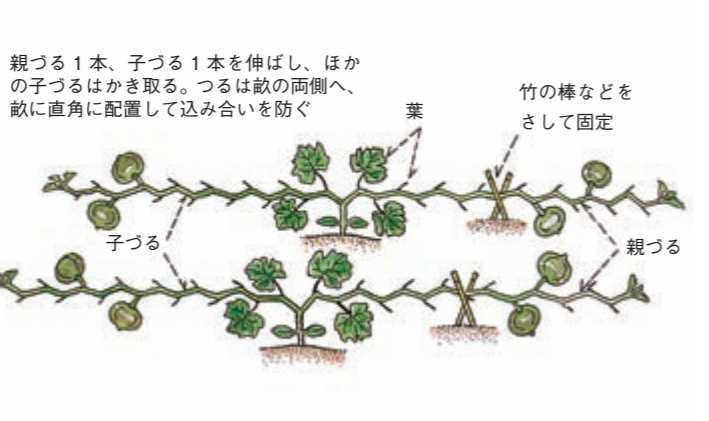 親づる1本、子づる1本を伸ばし、ほか
の子づるはかき取る。つるは畝の両側へ、
畝に直角に配置して込み合いを防ぐ
葉
竹の棒などを
さして固定
子づる
親づる